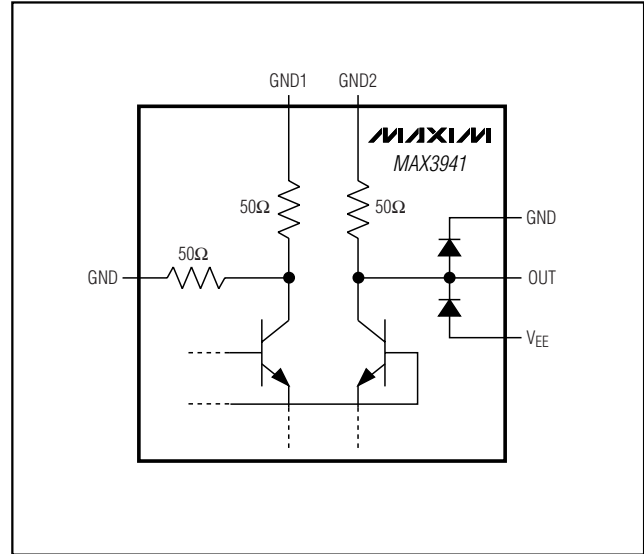 GND1 GND2
MAXIM
MAX3941
50Ω 50Ω
GND
50Ω
GND
OUT
VEE